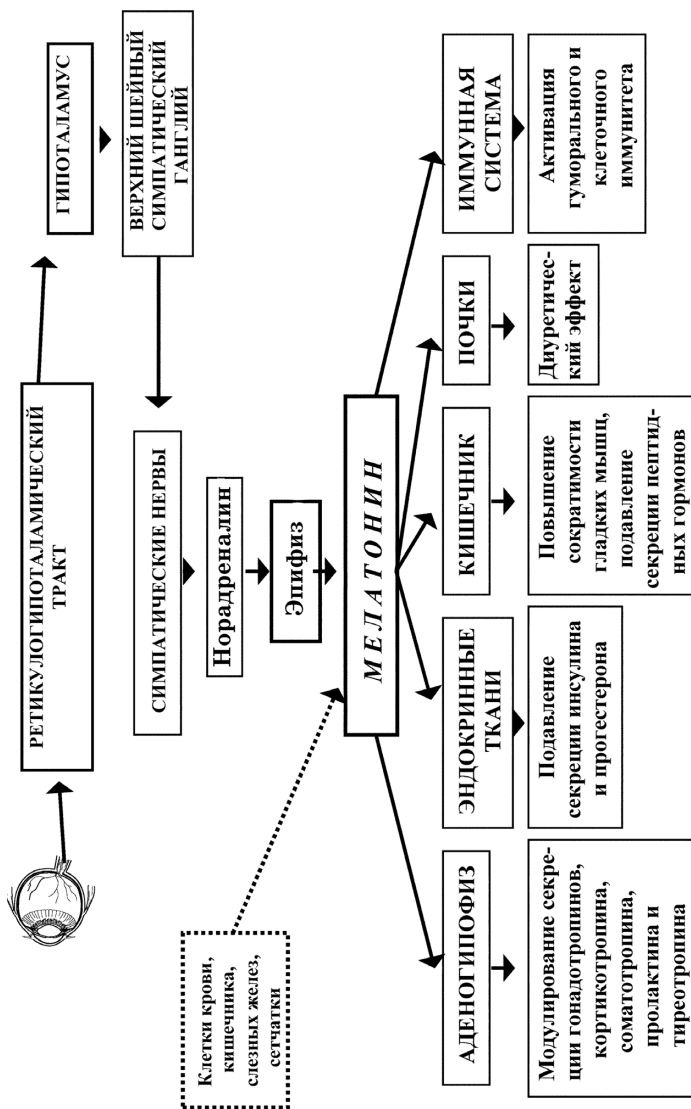 РЕТИКУЛОГИПОТАЛАМИЧЕСКИЙ
ТРАКТ
ГИПОТАЛАМУС
ВЕРХНИЙ ШЕЙНЫЙ
СИМПАТИЧЕСКИЙ
ГАНГЛИЙ
СИМПАТИЧЕСКИЕ НЕРВЫ
Норадреналин
Эпифиз
Клетки крови,
кишечника,
слезных желез,
сетчатки
МЕЛАТОНИН
АДЕНОГИПОФИЗ
ЭНДОКРИННЫЕ
ТКАНИ
КИШЕЧНИК
ПОЧКИ
ИММУННАЯ
СИСТЕМА
Модулирование секре-
ции гонадотропинов,
кортикотропина,
соматотропина,
пролактина и
тиреотропина
Подавление
секреции инсулина
и прогестерона
Повышение
сократимости
гладких мышц,
подавление
секреции пептид-
ных гормонов
Диуретичес-
кий эффект
Активация
гуморального и
клеточного
иммунитета